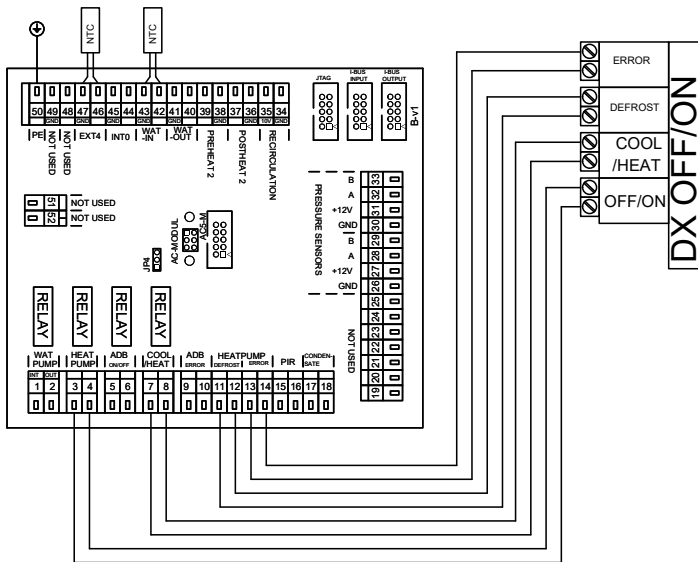 NTC
NTC
50 49 48 47 46 45 44 43 42 41 40 39 38 37 36 35 34
GND GND GND GND GND GND GND 10V GND
PE
NOT USED
NOT USED
EXT4
INT0
WAT
-IN
WAT
-OUT
PREHEAT 2
POSTHEAT 2
RECIRCULATION
JTAG
I-BUS
INPUT
I-BUS
OUTPUT
B-v1
51 NOT USED
52 NOT USED
JP4
AC-MODUL
ACS-M
PRESSURE SENSORS
B 33
A 32
+12V 31
GND 30
B 29
A 28
+12V 27
GND 26
25
24
23
22
21
20
19
NOT USED
RELAY
RELAY
RELAY
RELAY
WAT
PUMP
HEAT
PUMP
ADB
ON/OFF
COOL
/HEAT
ADB
ERROR
HEATPUMP
DEFROST
ERROR
PIR
CONDEN-
SATE
INT OUT
1 2 3 4 5 6 7 8 9 10 11 12 13 14 15 16 17 18
ERROR
DEFROST
COOL
/HEAT
OFF/ON
DX OFF/ON